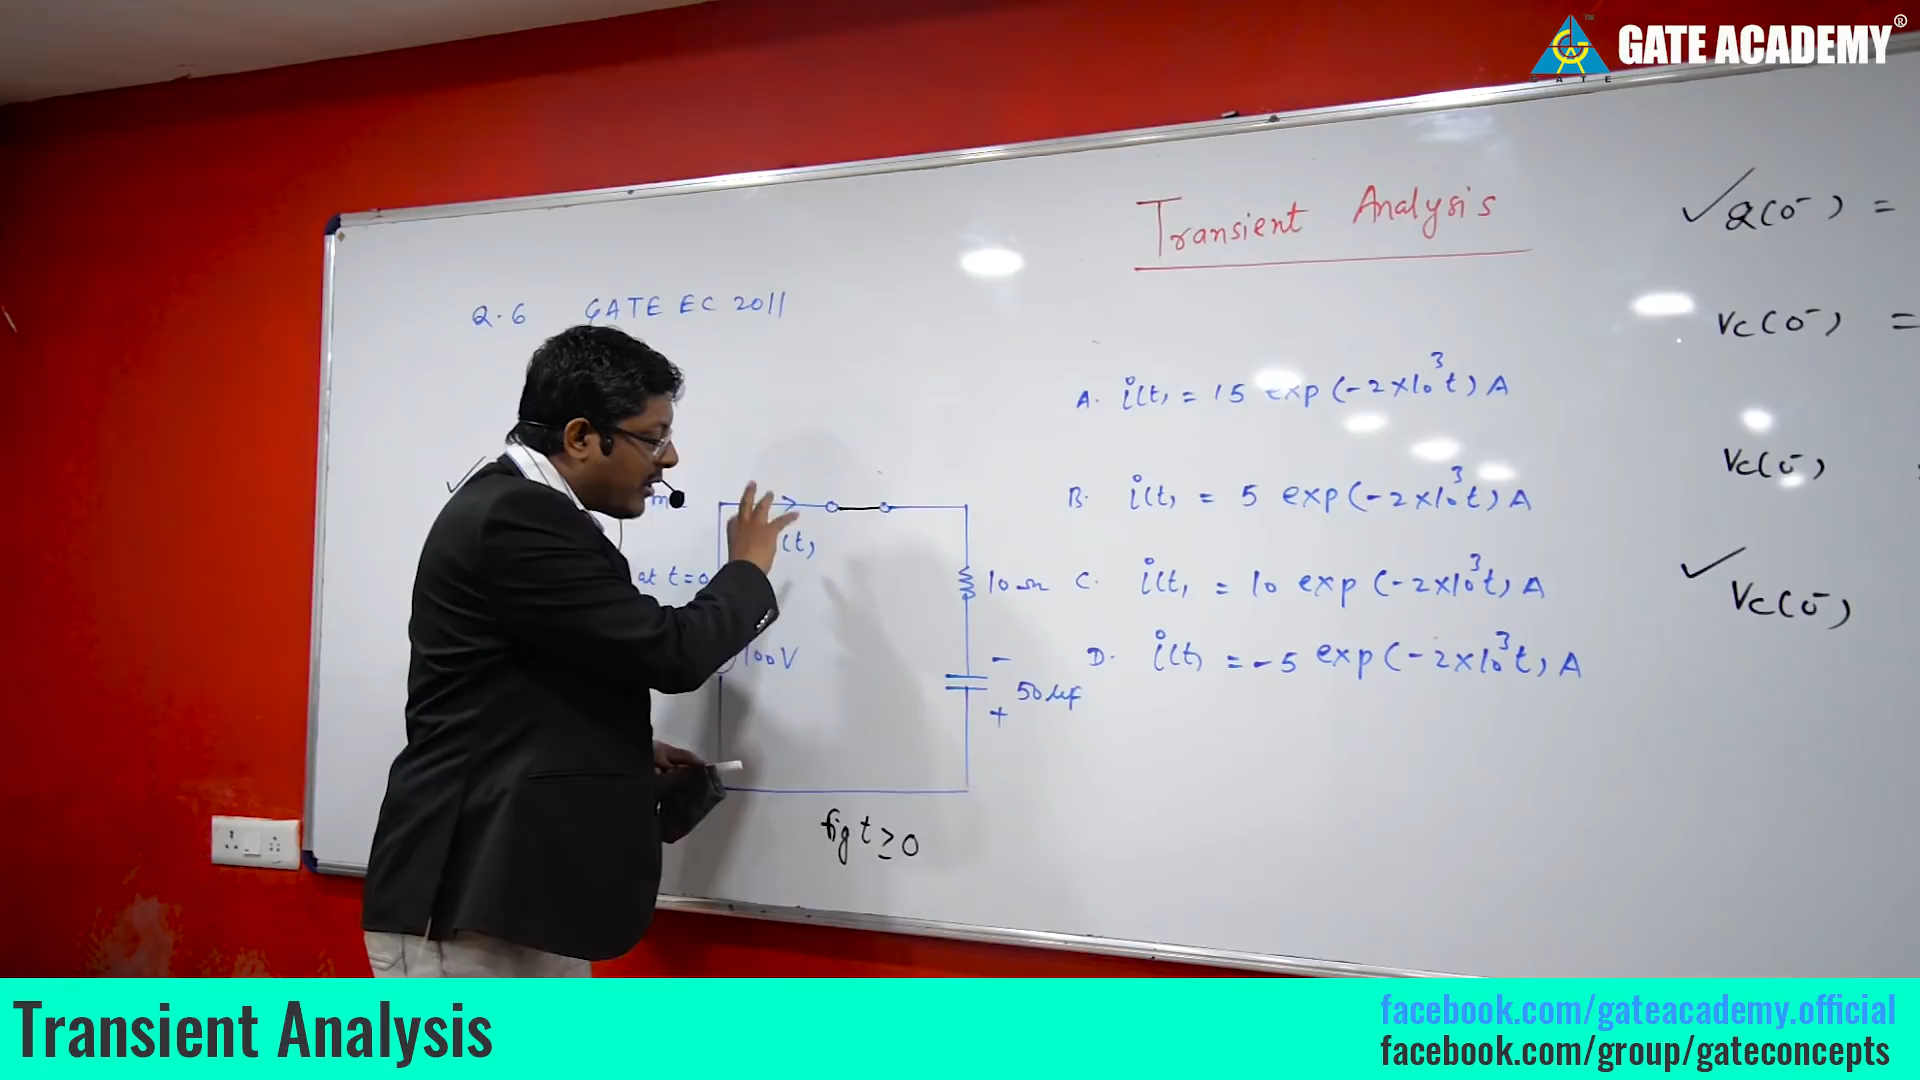 GATE ACADEMY®
GATE
Transient Analysis
Q.6 GATE EC 2011
(t)
at t=0
100V
10Ω
-
50μf
+
fig t ≥ 0
A. i(t) = 15 exp(-2×10³t) A
B. i(t) = 5 exp(-2×10³t) A
C. i(t) = 10 exp(-2×10³t) A
D. i(t) = -5 exp(-2×10³t) A
✓Q(0⁻) =
Vc(0⁻) =
Vc(0⁻)
✓ Vc(0⁻)
Transient Analysis
facebook.com/gateacademy.official
facebook.com/group/gateconcepts